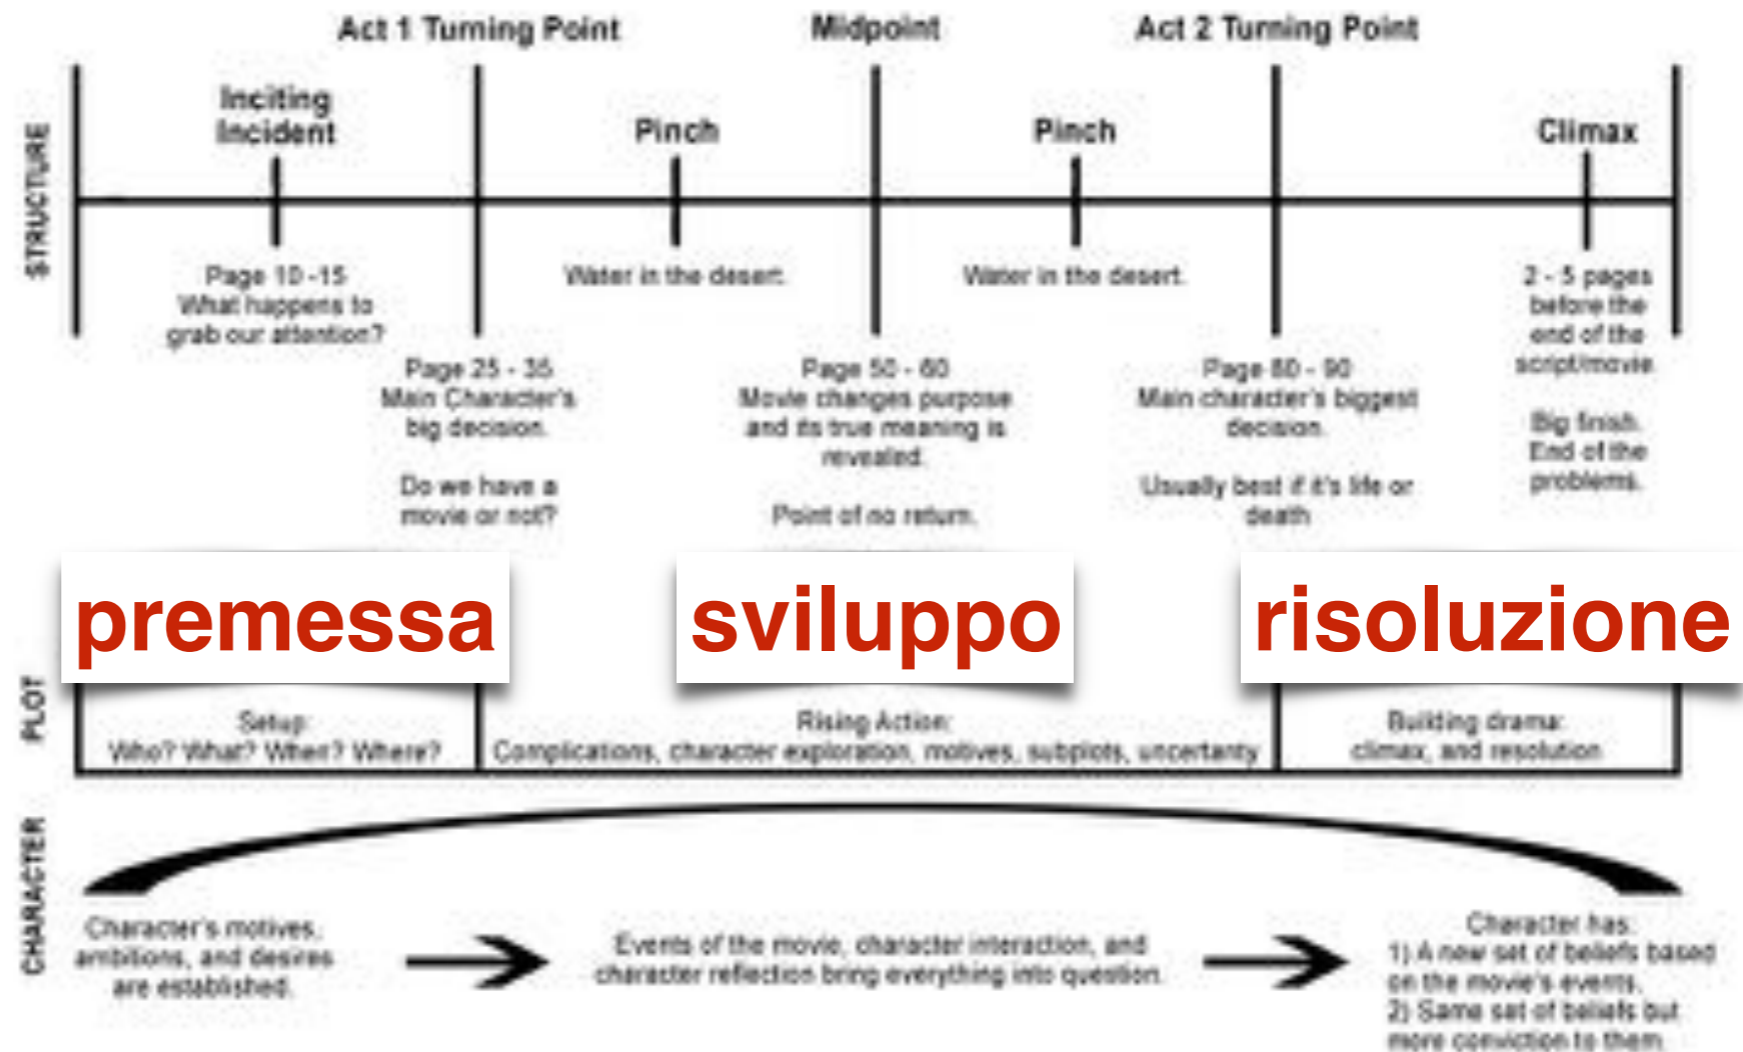 Act 1 Turning Point
Midpoint
Act 2 Turning Point
Inciting
Incident
Pinch
Pinch
Climax
STRUCTURE
Page 10 -15
What happens to
grab our attention?
Water in the desert.
Water in the desert.
2 - 5 pages
before the
end of the
script/movie
Big finish.
End of the
problems.
Page 25 - 35
Main Character's
big decision.
Do we have a
movie or not?
Page 50 - 60
Movie changes purpose
and its true meaning is
revealed.
Point of no return.
Page 80 - 90
Main character's biggest
decision.
Usually best if it's life or
death
premessa
sviluppo
risoluzione
PLOT
Setup:
Who? What? When? Where?
Rising Action:
Complications, character exploration, motives, subplots, uncertanty
Building drama:
climax, and resolution
CHARACTER
Character's motives,
ambitions, and desires
are established.
Events of the movie, character interaction, and
character reflection bring everything into question.
Character has:
1) A new set of beliefs based
on the movie's events.
2) Same set of beliefs but
more conviction to them.